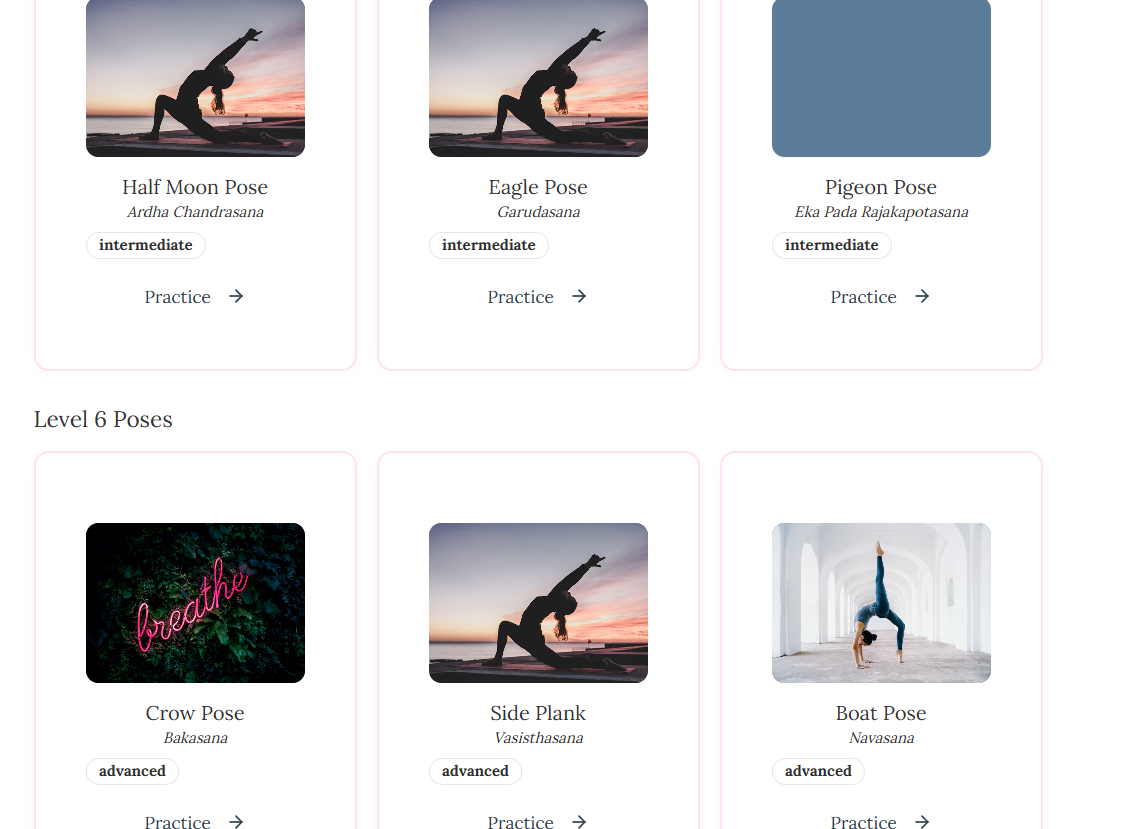 Half Moon Pose
Ardha Chandrasana
intermediate
Practice →
Eagle Pose
Garudasana
intermediate
Practice →
Pigeon Pose
Eka Pada Rajakapotasana
intermediate
Practice →
Level 6 Poses
breathe
Crow Pose
Bakasana
advanced
Practice →
Side Plank
Vasisthasana
advanced
Practice →
Boat Pose
Navasana
advanced
Practice →